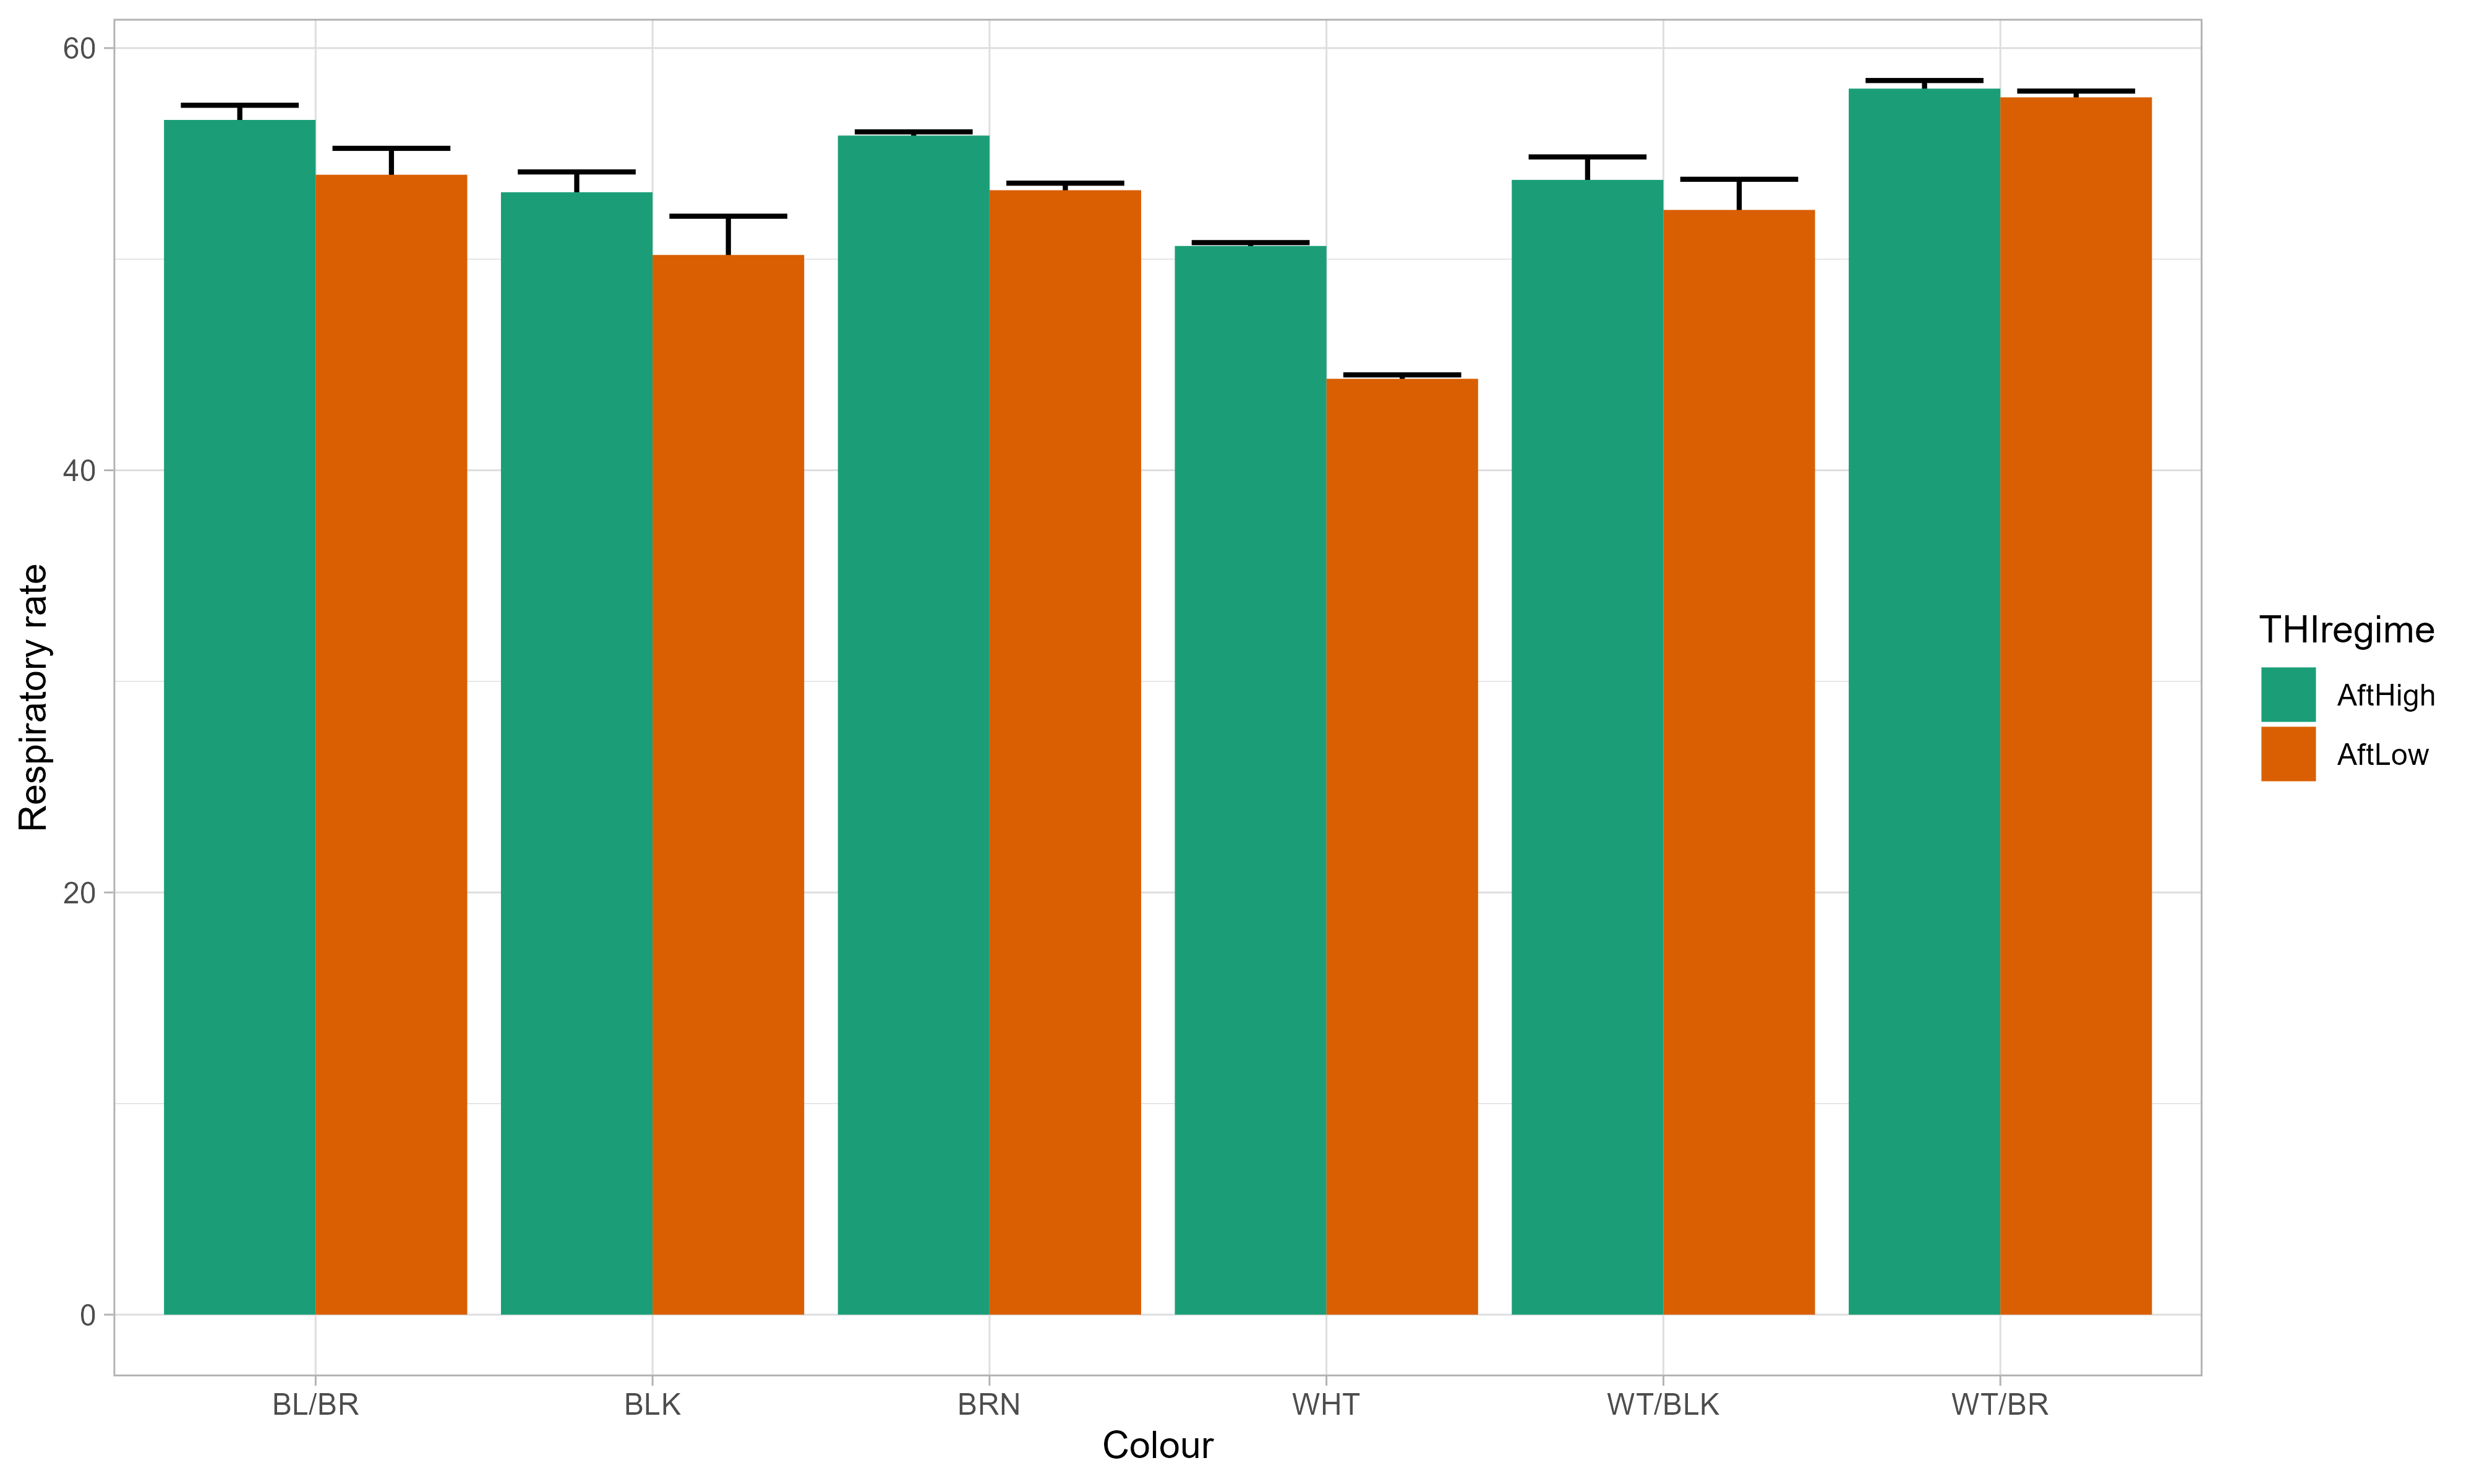 60
40
20
0
Respiratory rate
BL/BR BLK BRN WHT WT/BLK WT/BR
Colour
THIregime
AftHigh
AftLow